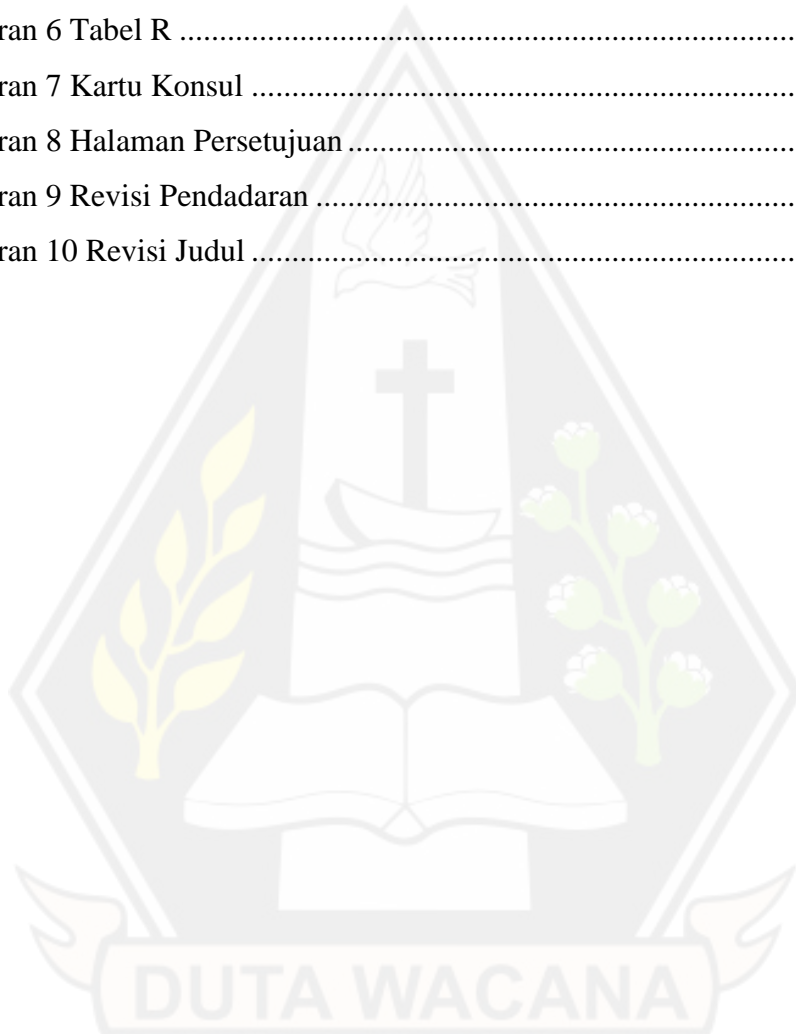 ran 6 Tabel R ....................................................................................
ran 7 Kartu Konsul ...........................................................................
ran 8 Halaman Persetujuan ...............................................................
ran 9 Revisi Pendadaran ...................................................................
ran 10 Revisi Judul ...........................................................................
DUTA WACANA